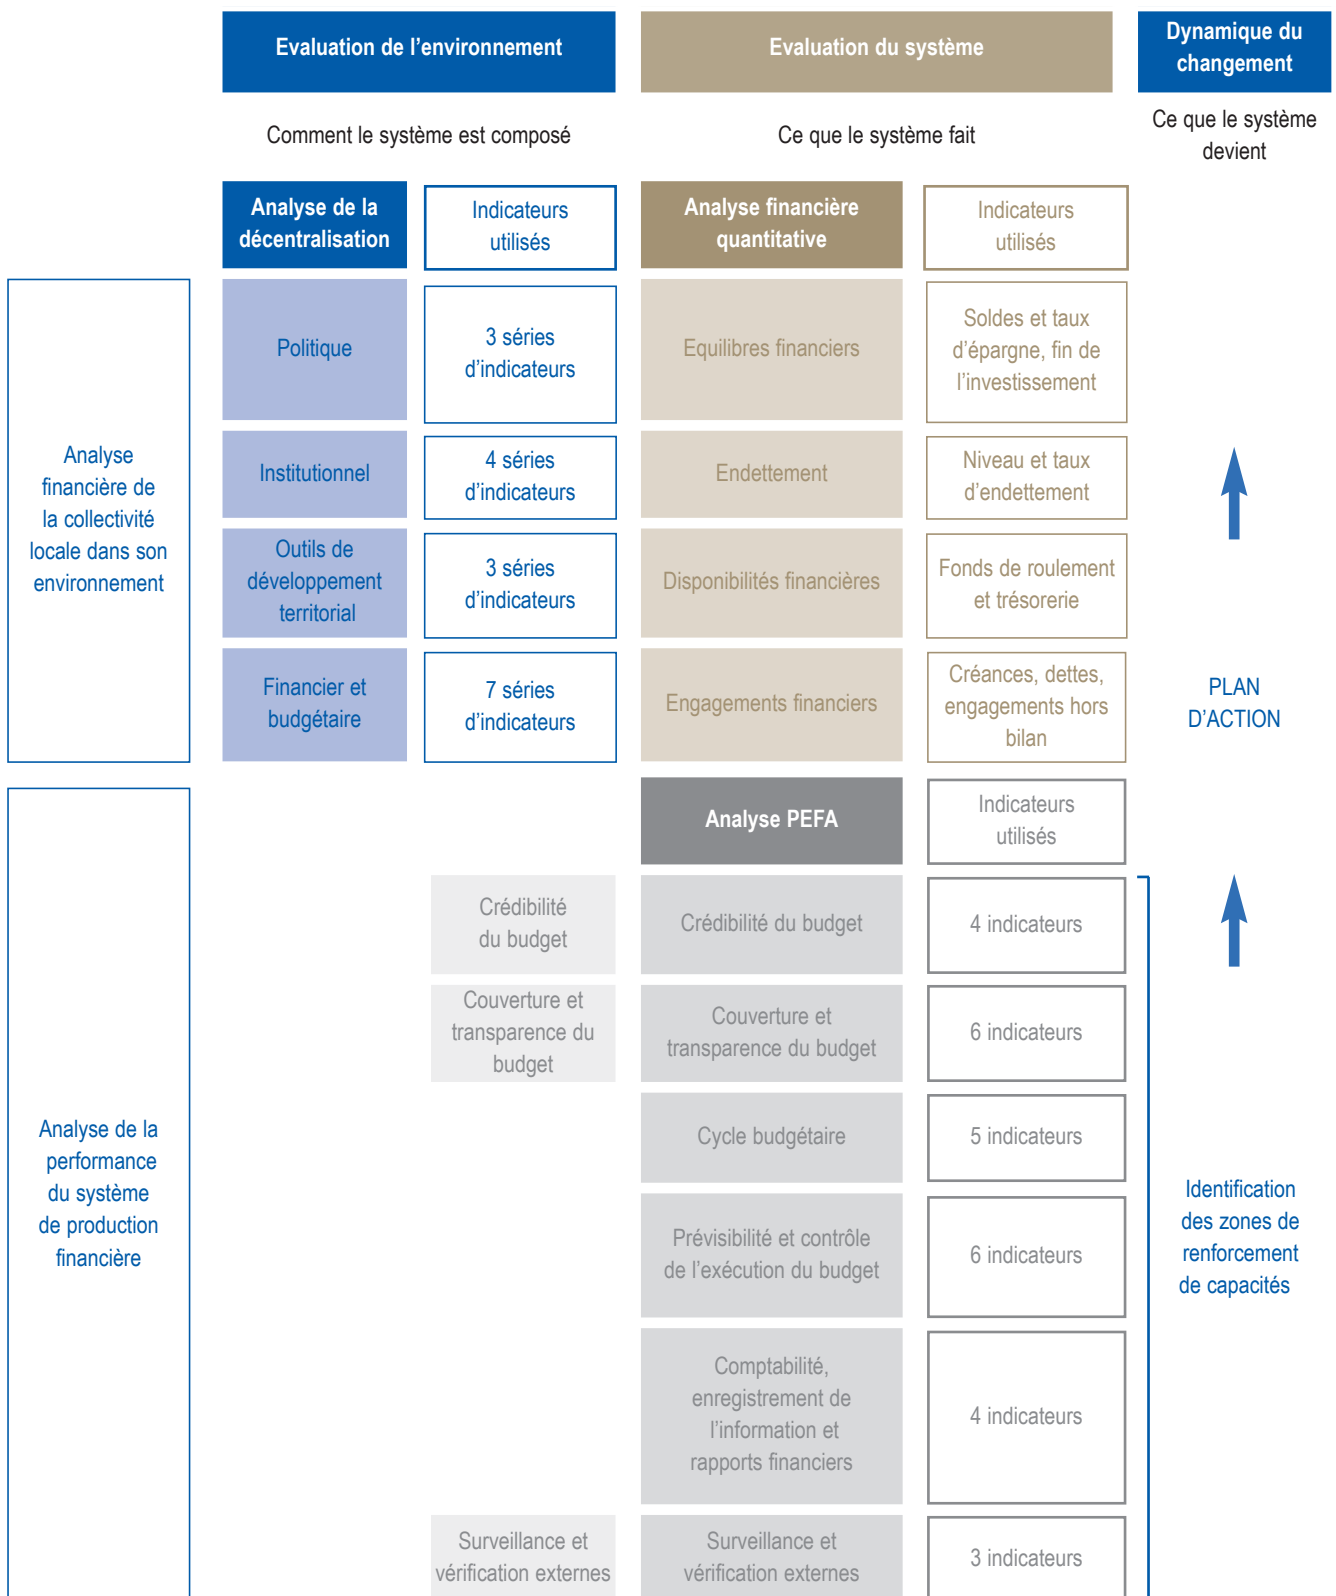 Evaluation de l’environnement
Evaluation du système
Dynamique du
changement
Comment le système est composé
Ce que le système fait
Ce que le système
devient
Analyse de la
décentralisation
Indicateurs
utilisés
Analyse financière
quantitative
Indicateurs
utilisés
Analyse
financière de
la collectivité
locale dans son
environnement
Politique
3 séries
d’indicateurs
Equilibres financiers
Soldes et taux
d’épargne, fin de
l’investissement
Institutionnel
4 séries
d’indicateurs
Endettement
Niveau et taux
d’endettement
Outils de
développement
territorial
3 séries
d’indicateurs
Disponibilités financières
Fonds de roulement
et trésorerie
Financier et
budgétaire
7 séries
d’indicateurs
Engagements financiers
Créances, dettes,
engagements hors
bilan
PLAN
D’ACTION
Analyse de la
performance
du système
de production
financière
Analyse PEFA
Indicateurs
utilisés
Crédibilité
du budget
Crédibilité du budget
4 indicateurs
Couverture et
transparence du
budget
Couverture et
transparence du budget
6 indicateurs
Cycle budgétaire
5 indicateurs
Prévisibilité et contrôle
de l’exécution du budget
6 indicateurs
Identification
des zones de
renforcement
de capacités
Comptabilité,
enregistrement de
l’information et
rapports financiers
4 indicateurs
Surveillance et
vérification externes
Surveillance et
vérification externes
3 indicateurs